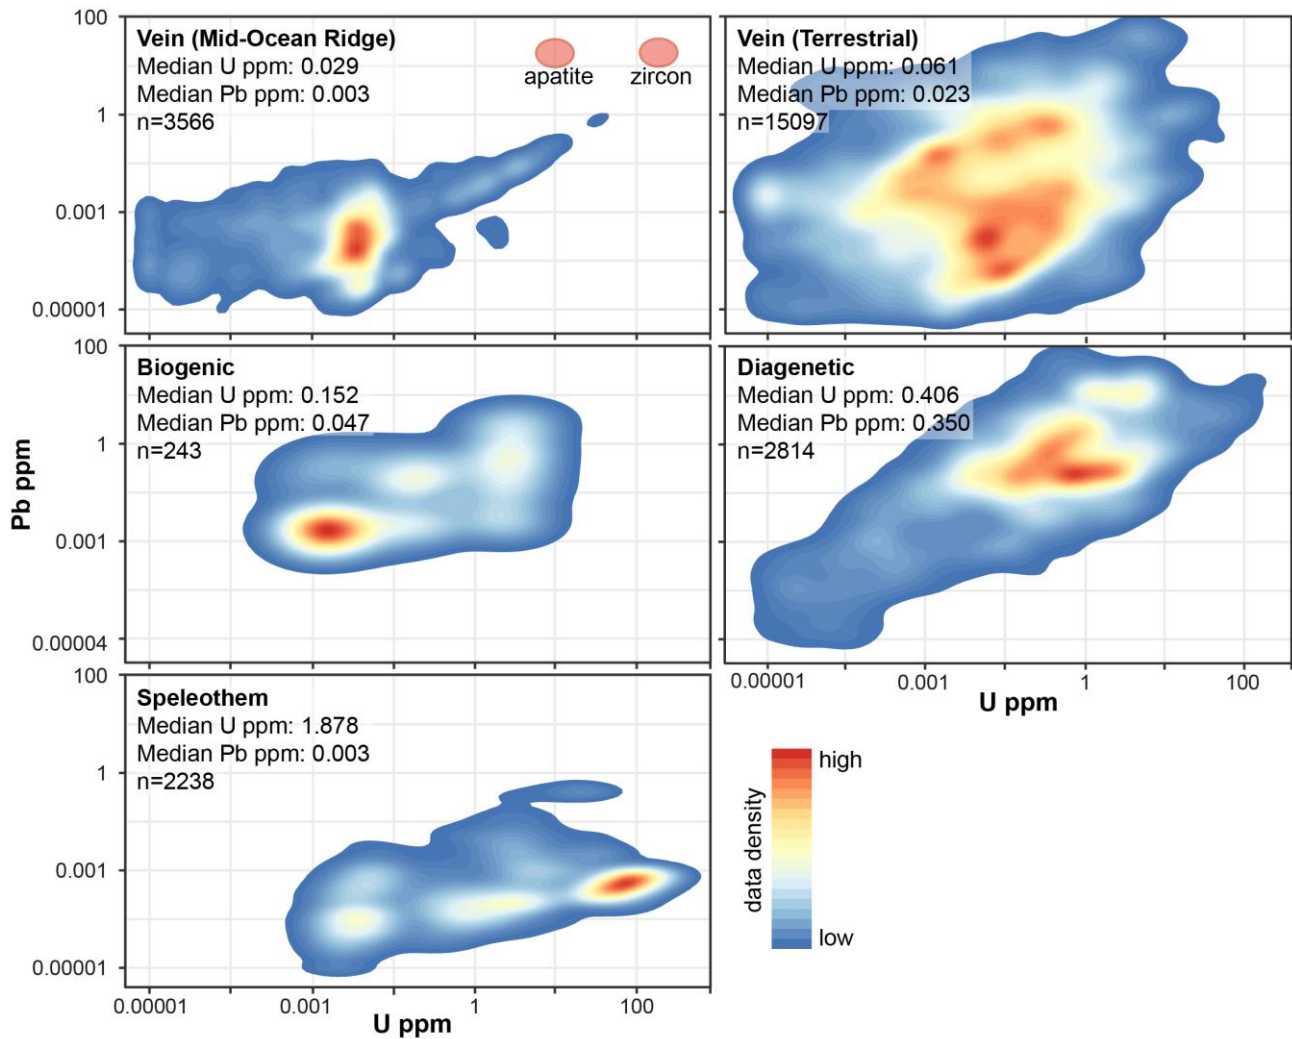 100
1
0.001
0.00001
Vein (Mid-Ocean Ridge)
Median U ppm: 0.029
Median Pb ppm: 0.003
n=3566
apatite
zircon
Vein (Terrestrial)
Median U ppm: 0.061
Median Pb ppm: 0.023
n=15097
100
1
0.001
0.00004
Pb ppm
Biogenic
Median U ppm: 0.152
Median Pb ppm: 0.047
n=243
Diagenetic
Median U ppm: 0.406
Median Pb ppm: 0.350
n=2814
0.00001
0.001
1
100
U ppm
100
1
0.001
0.00001
Speleothem
Median U ppm: 1.878
Median Pb ppm: 0.003
n=2238
0.00001
0.001
1
100
U ppm
data density
high
low